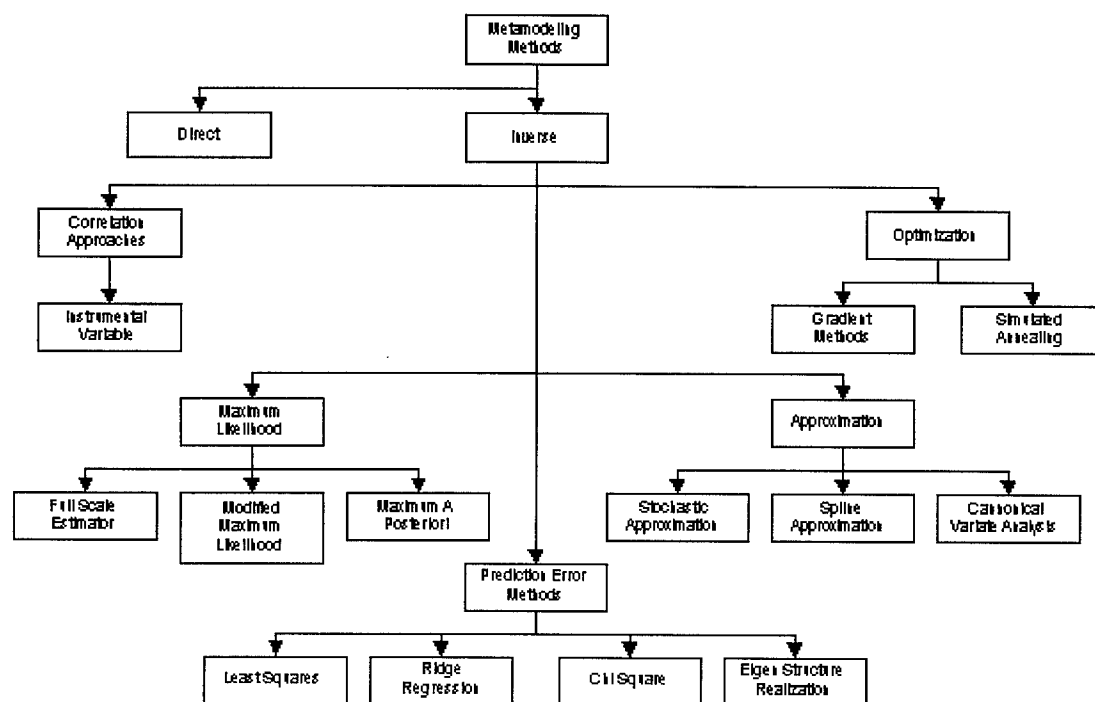 Metamodeling
Methods
Direct
Inverse
Correlation
Approaches
Optimization
Instrumental
Variable
Gradient
Methods
Simulated
Annealing
Maximum
Likelihood
Approximation
Full Scale
Estimator
Modified
Maximum
Likelihood
Maximum A
Posteriori
Stochastic
Approximation
Spline
Approximation
Cannonical
Variate Analysis
Prediction Error
Methods
Least Squares
Ridge
Regression
Chi Square
Eigen Structure
Realization